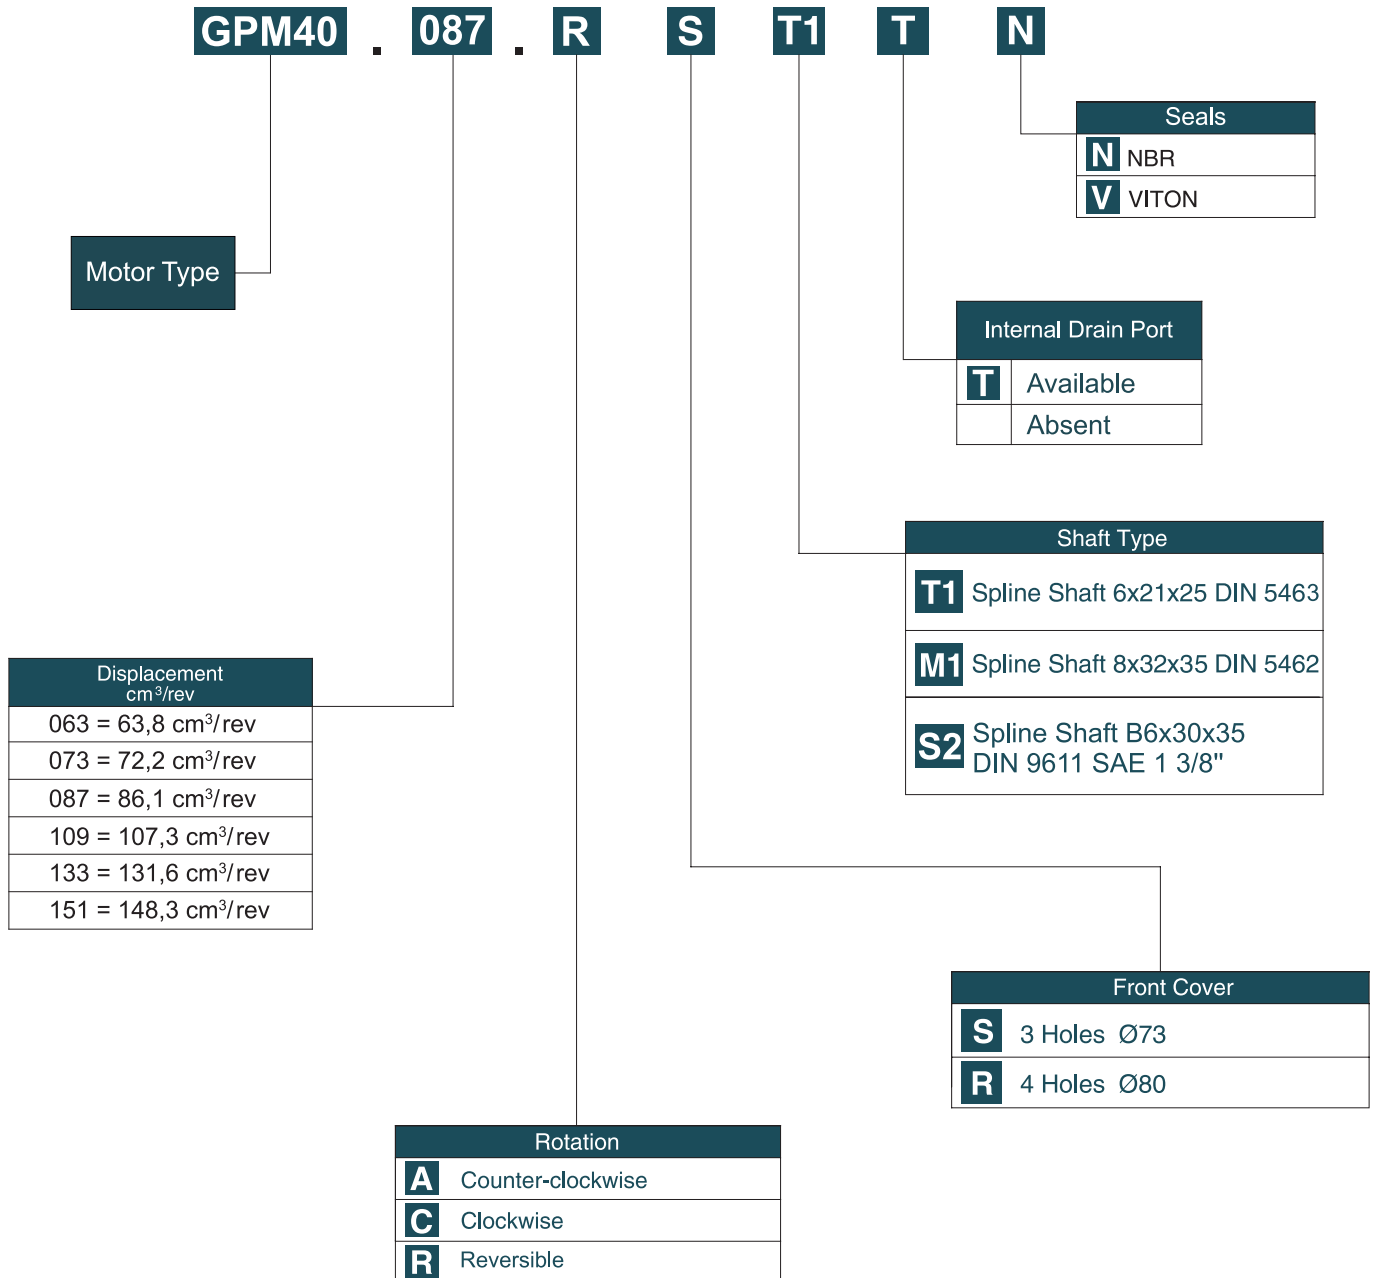 GPM40 . 087 . R S T1 T N
Seals
N NBR
V VITON
Motor Type
Internal Drain Port
T Available
Absent
Shaft Type
T1 Spline Shaft 6x21x25 DIN 5463
M1 Spline Shaft 8x32x35 DIN 5462
S2 Spline Shaft B6x30x35
DIN 9611 SAE 1 3/8"
Displacement
cm³/rev
063 = 63,8 cm³/rev
073 = 72,2 cm³/rev
087 = 86,1 cm³/rev
109 = 107,3 cm³/rev
133 = 131,6 cm³/rev
151 = 148,3 cm³/rev
Front Cover
S 3 Holes Ø73
R 4 Holes Ø80
Rotation
A Counter-clockwise
C Clockwise
R Reversible